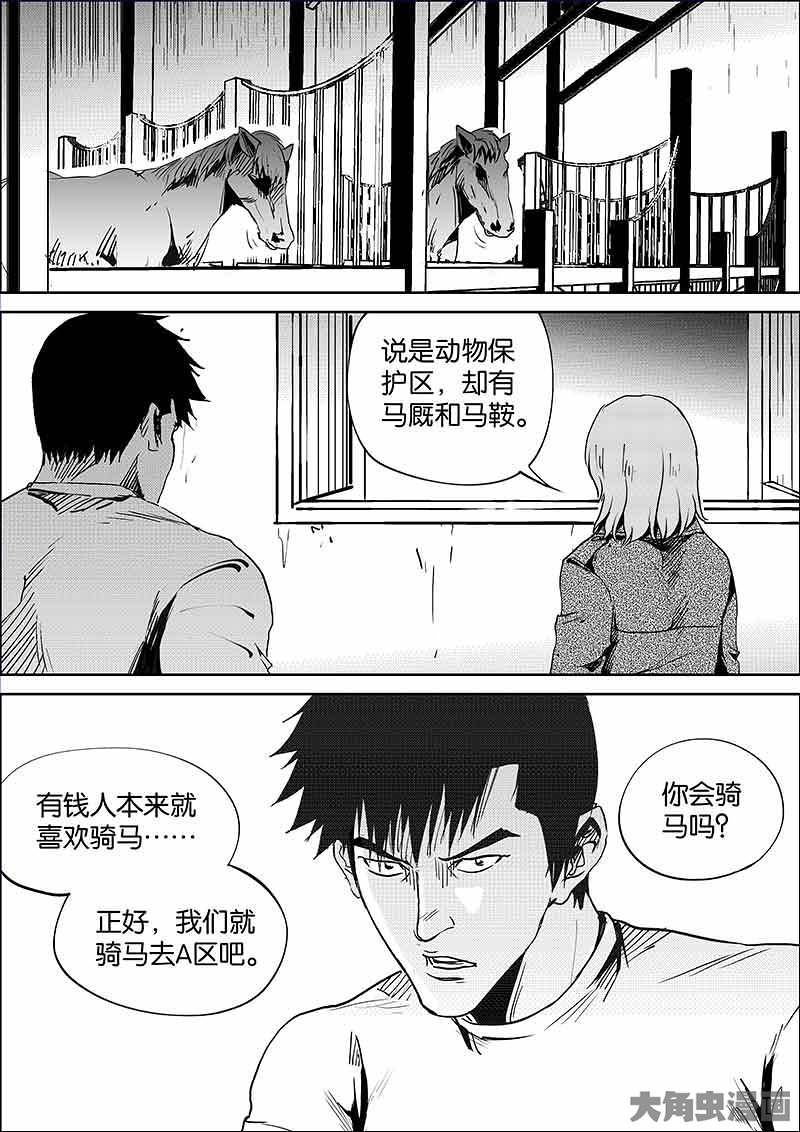 说是动物保
护区，却有
马厩和马鞍。
有钱人本来就
喜欢骑马……
正好，我们就
骑马去A区吧。
你会骑
马吗？
大角虫漫画